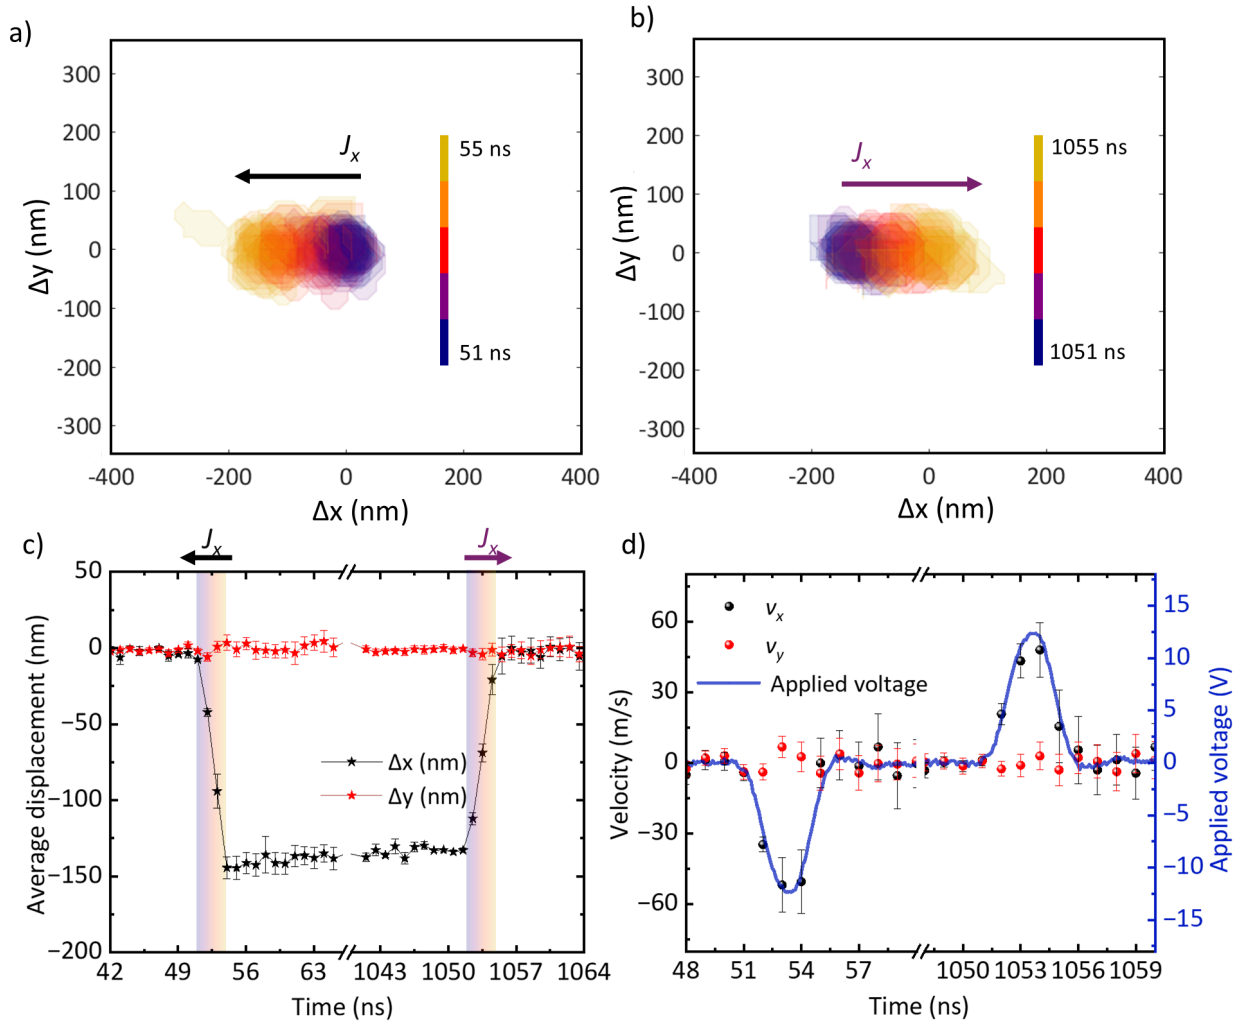 a)
300
200
100
0
-100
-200
-300
Δy (nm)
-400
-200
0
200
400
Δx (nm)
Jx
55 ns
51 ns
b)
300
200
100
0
-100
-200
-300
Δy (nm)
-400
-200
0
200
400
Δx (nm)
Jx
1055 ns
1051 ns
c)
Jx
Jx
50
0
−50
−100
−150
−200
Average displacement (nm)
Δx (nm)
Δy (nm)
42
49
56
63
1043
1050
1057
1064
Time (ns)
d)
60
30
0
−30
−60
Velocity (m/s)
νx
νy
Applied voltage
15
10
5
0
−5
−10
−15
Applied voltage (V)
48
51
54
57
1050
1053
1056
1059
Time (ns)